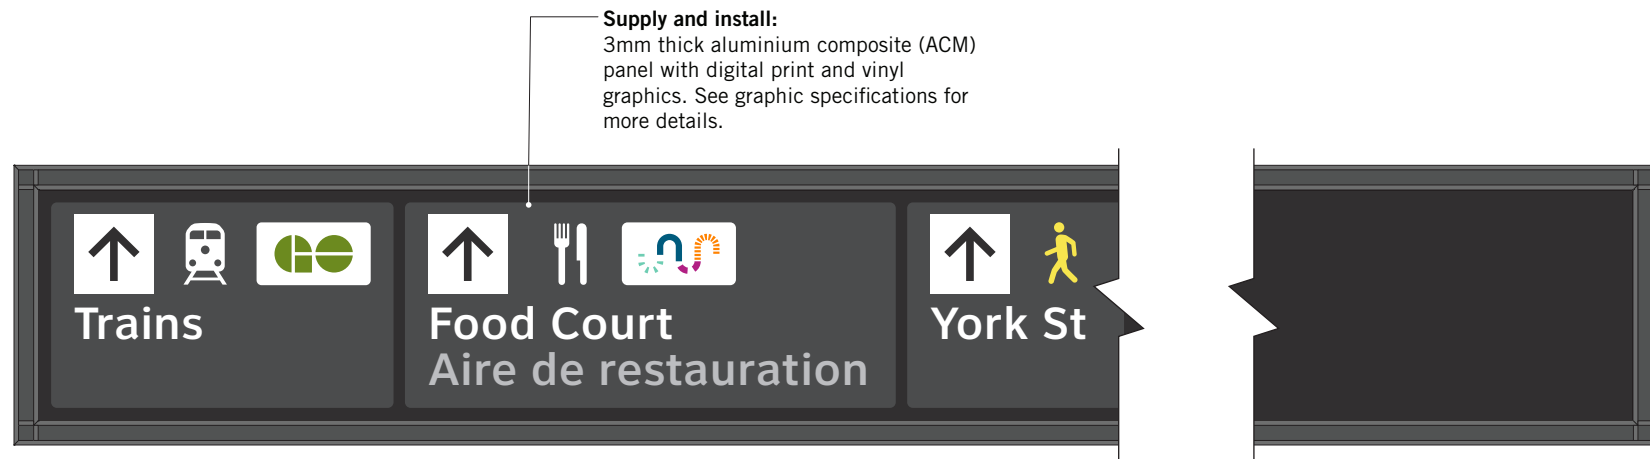 Supply and install:
3mm thick aluminium composite (ACM)
panel with digital print and vinyl
graphics. See graphic specifications for
more details.
GO
Trains
Food Court
Aire de restauration
York St